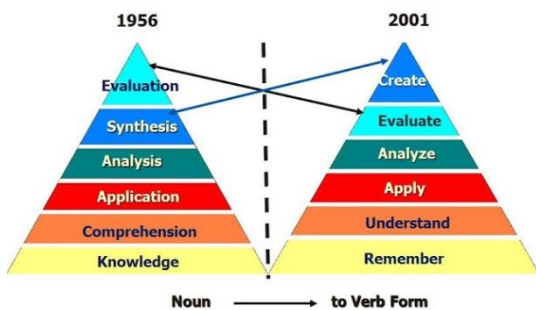 1956
Evaluation
Synthesis
Analysis
Application
Comprehension
Knowledge
2001
Create
Evaluate
Analyze
Apply
Understand
Remember
Noun to Verb Form